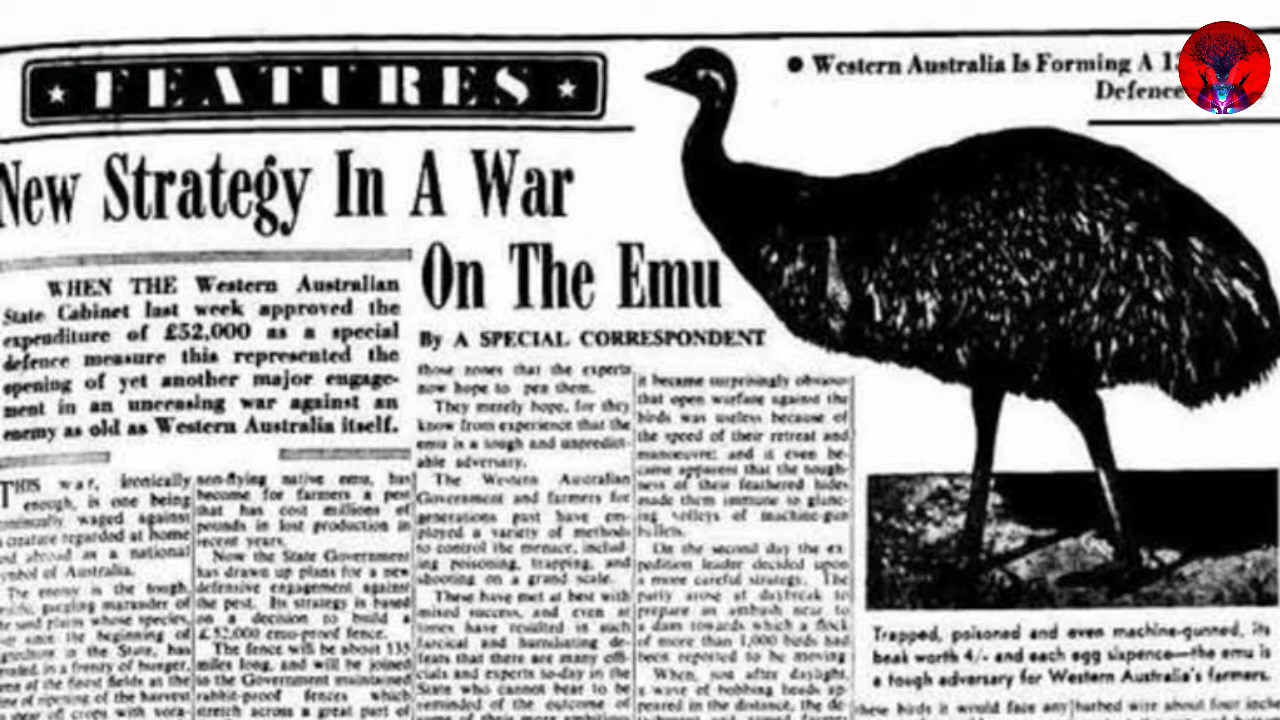 ★ FEATURES ★
● Western Australia Is Forming A 13
Defence
New Strategy In A War
On The Emu
By A SPECIAL CORRESPONDENT
WHEN THE Western Australian
State Cabinet last week approved the
expenditure of £52,000 as a special
defence measure this represented the
opening of yet another major engage-
ment in an unceasing war against an
enemy as old as Western Australia itself.
THIS war, ironically
enough, is one being
waged against
a creature regarded at home
and abroad as a national
symbol of Australia.
The enemy is the tough,
marauder of
whose species,
since the beginning of
in the State, has
in a frenzy of hunger,
of the finest fields as the
opening of the harvest
crops with
non-flying native emu, has
become for farmers a pest
that has cost millions of
pounds in lost production in
recent years.
Now the State Government
has drawn up plans for a new
defensive engagement against
the pest. Its strategy is based
on a decision to build a
£52,000 emu-proof fence.
The fence will be about 135
miles long, and will be joined
to the Government maintained
rabbit-proof fences which
stretch across a great part of
those zones that the experts
now hope to pen them.
They merely hope, for they
know from experience that the
emu is a tough and unpredict-
able adversary.
The Western Australian
Government and farmers for
generations past have em-
ployed a variety of methods
to control the menace, includ-
ing poisoning, trapping, and
shooting on a grand scale.
These have met at best with
mixed success, and even at
times have resulted in such
farcical and humiliating de-
feats that there are many offi-
cials and experts to-day in the
State who cannot bear to be
reminded of the outcome of
some of their more ambitious
it became surprisingly obvious
that open warfare against the
birds was useless because of
the speed of their retreat and
manoeuvre; and it even be-
came apparent that the tough-
ness of their feathered hides
made them immune to glanc-
ing volleys of machine-gun
bullets.
On the second day the ex-
pedition leader decided upon
a more careful strategy. The
party arose at daybreak to
prepare an ambush near to
a dam towards which a flock
of more than 1,000 birds had
been reported to be moving
When, just after daylight,
a wave of bobbing heads ap-
peared in the distance, the de-
Trapped, poisoned and even machine-gunned, its
beak worth 4/- and each egg sixpence—the emu is
a tough adversary for Western Australia's farmers.
these birds it would face any
barbed wire about four inches